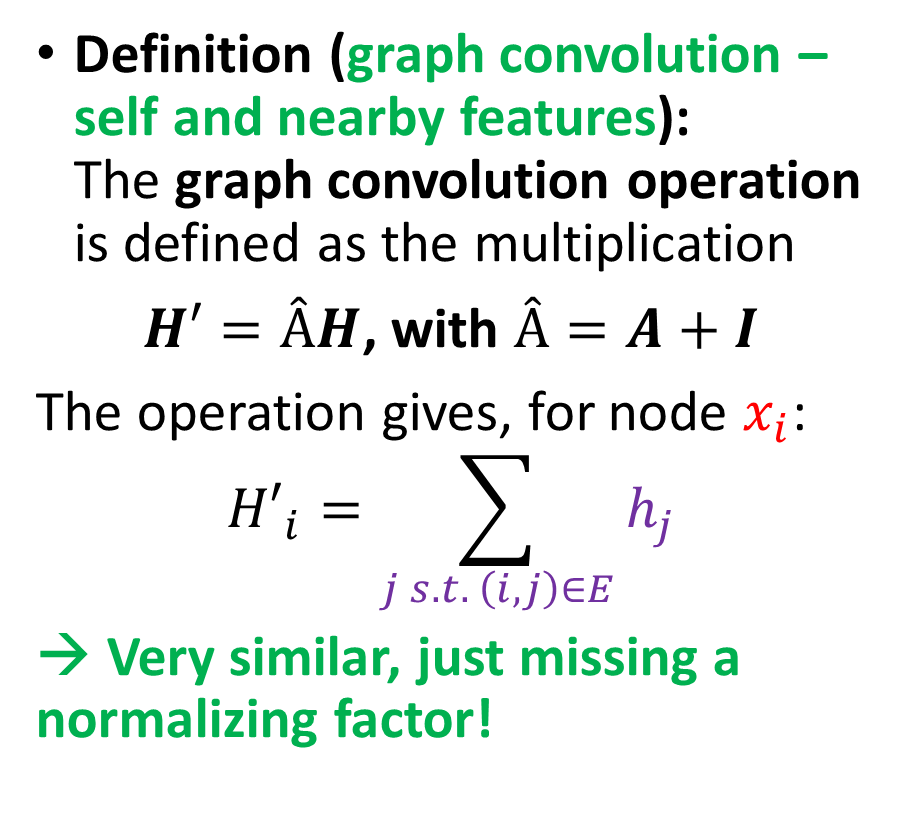 • Definition (graph convolution –
self and nearby features):
The graph convolution operation
is defined as the multiplication
H′ = ÂH, with Â = A + I
The operation gives, for node xᵢ:
H′ᵢ = ∑ hⱼ
j s.t. (i,j)∈E
→ Very similar, just missing a
normalizing factor!